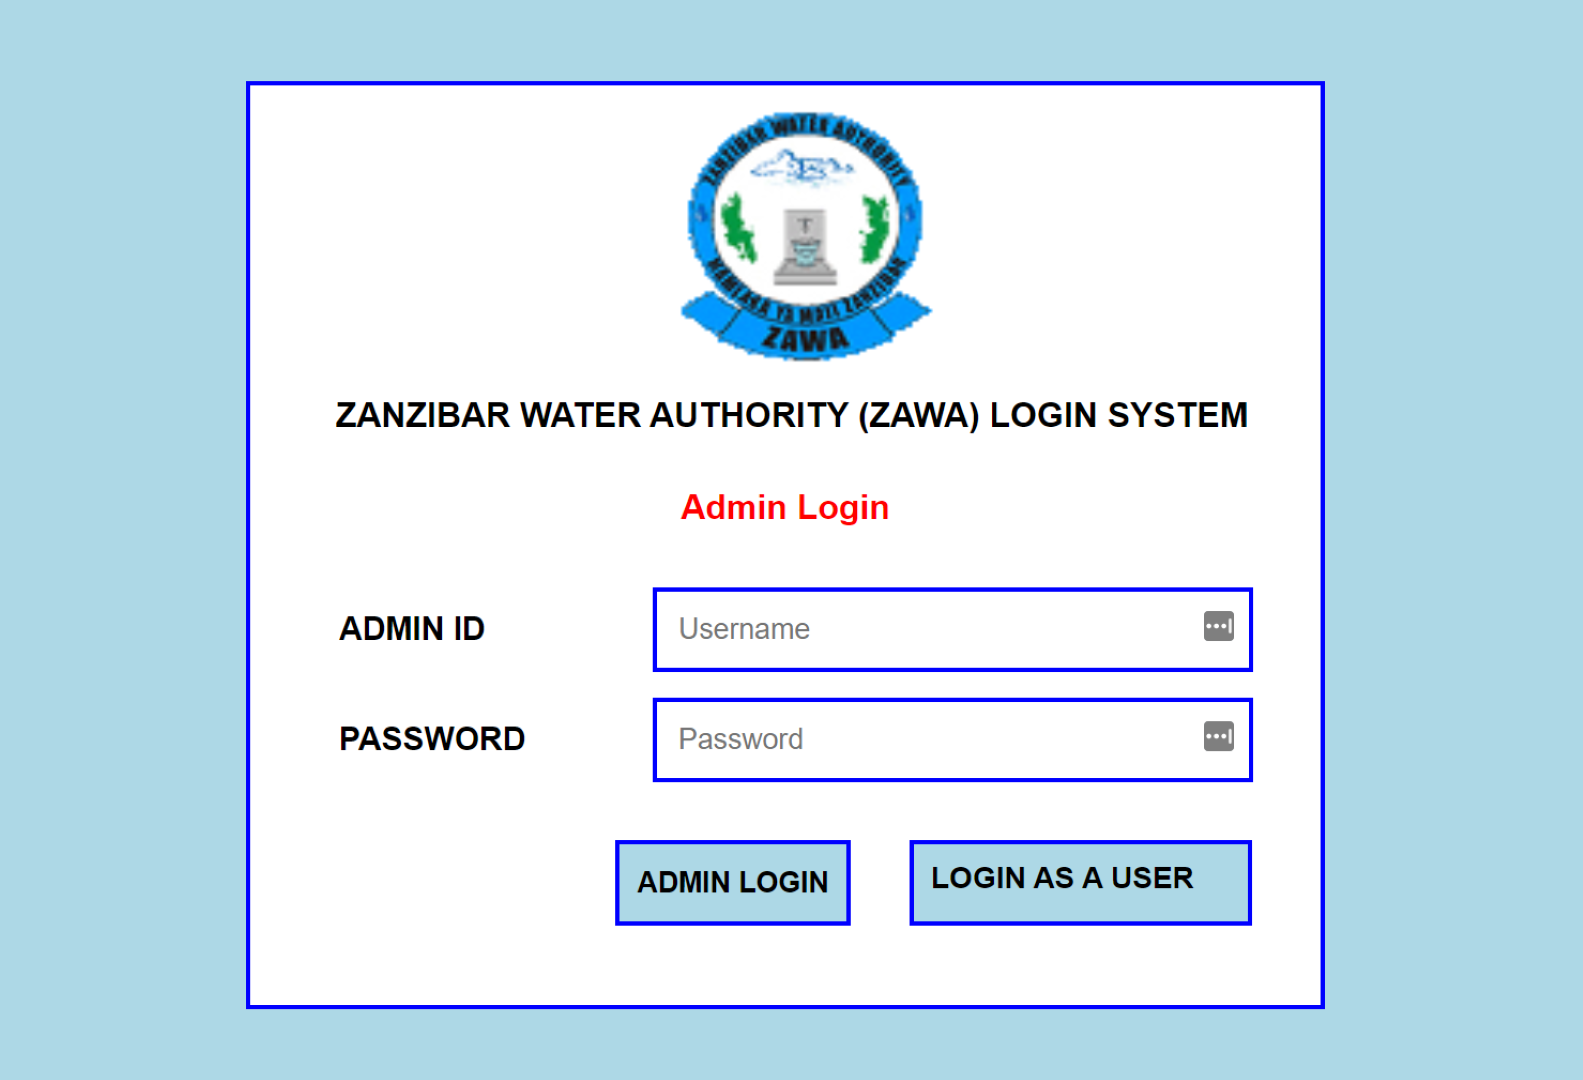 ZANZIBAR WATER AUTHORITY
MAMLAKA YA MAJI ZANZIBAR
ZAWA
ZANZIBAR WATER AUTHORITY (ZAWA) LOGIN SYSTEM
Admin Login
ADMIN ID
Username
PASSWORD
Password
ADMIN LOGIN
LOGIN AS A USER